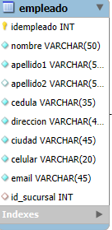 empleado
idempleado INT
nombre VARCHAR(50)
apellido1 VARCHAR(5...
apellido2 VARCHAR(5...
cedula VARCHAR(35)
direccion VARCHAR(4...
ciudad VARCHAR(45)
celular VARCHAR(20)
email VARCHAR(45)
id_sucursal INT
Indexes